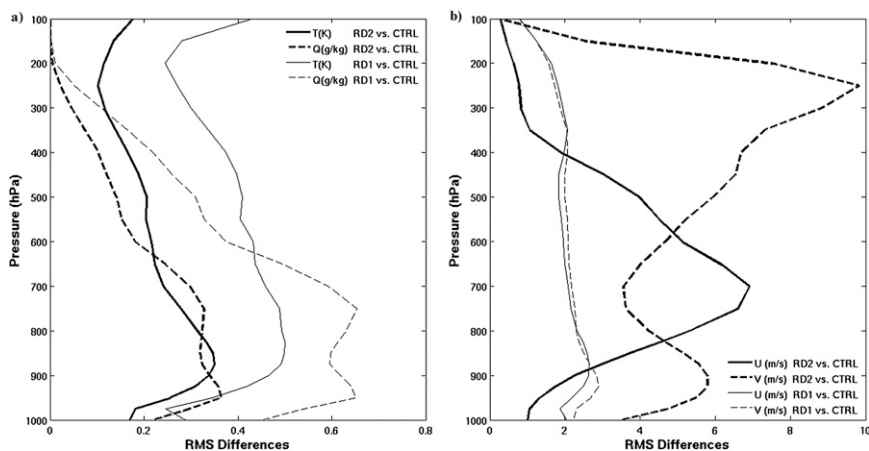 a)
T(K) RD2 vs. CTRL
Q(g/kg) RD2 vs. CTRL
T(K) RD1 vs. CTRL
Q(g/kg) RD1 vs. CTRL
Pressure (hPa)
100
200
300
400
500
600
700
800
900
1000
0
0.2
0.4
0.6
0.8
RMS Differences
b)
Pressure (hPa)
100
200
300
400
500
600
700
800
900
1000
U (m/s) RD2 vs. CTRL
V (m/s) RD2 vs. CTRL
U (m/s) RD1 vs. CTRL
V (m/s) RD1 vs. CTRL
0
2
4
6
8
10
RMS Differences